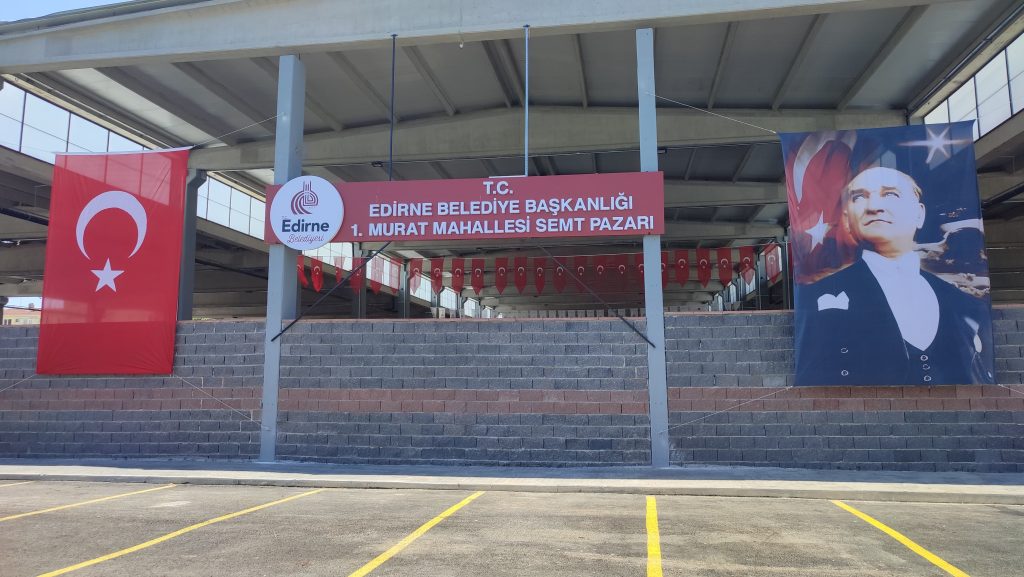 T.C.
EDİRNE BELEDİYE BAŞKANLIĞI
1. MURAT MAHALLESİ SEMT PAZARI
Edirne
Belediyesi